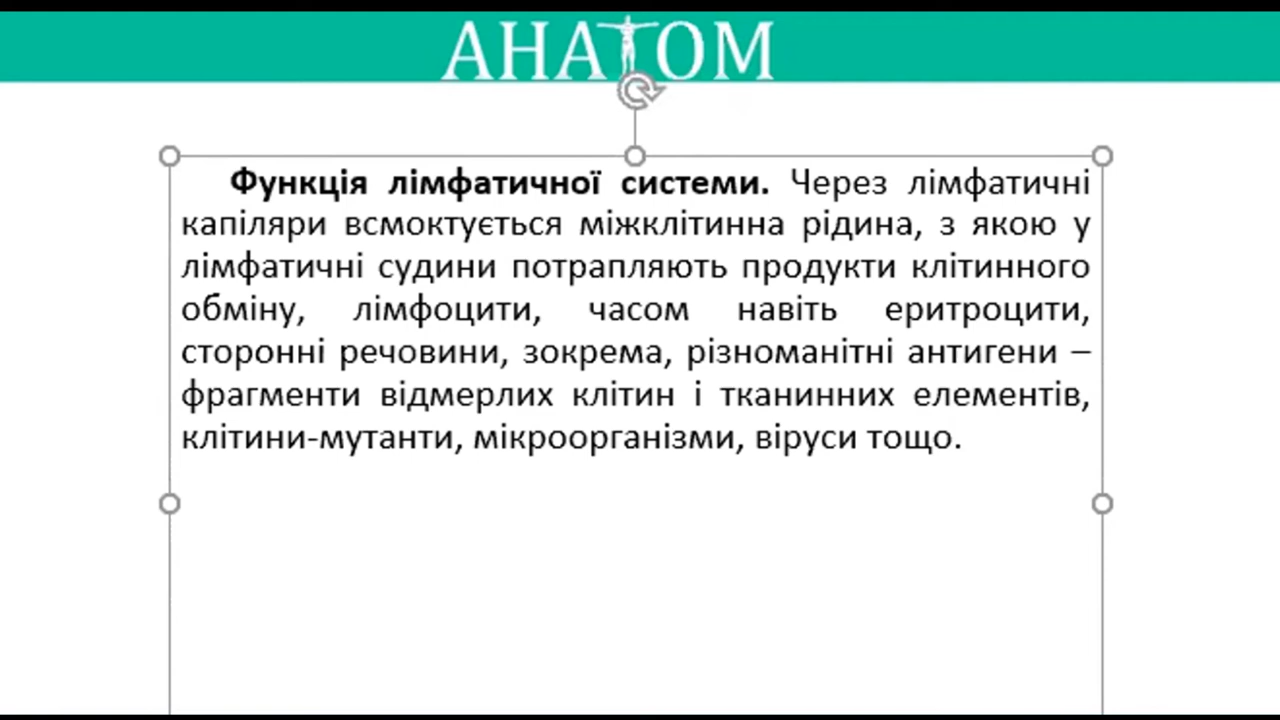 АНАТОМ
Функція лімфатичної системи. Через лімфатичні
капіляри всмоктується міжклітинна рідина, з якою у
лімфатичні судини потрапляють продукти клітинного
обміну, лімфоцити, часом навіть еритроцити,
сторонні речовини, зокрема, різноманітні антигени –
фрагменти відмерлих клітин і тканинних елементів,
клітини-мутанти, мікроорганізми, віруси тощо.